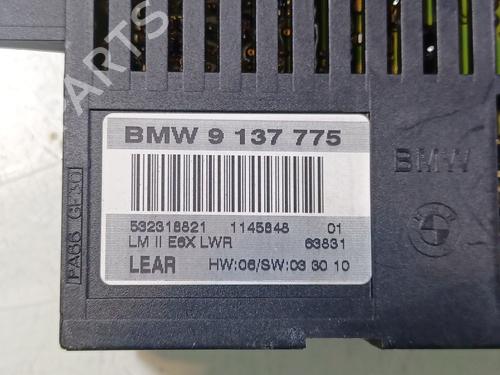 BMW 9 137 775
532318821 1145848 01
LM II E6X LWR 63831
LEAR HW:06/SW:03 30 10
BMW
PA66 GF30